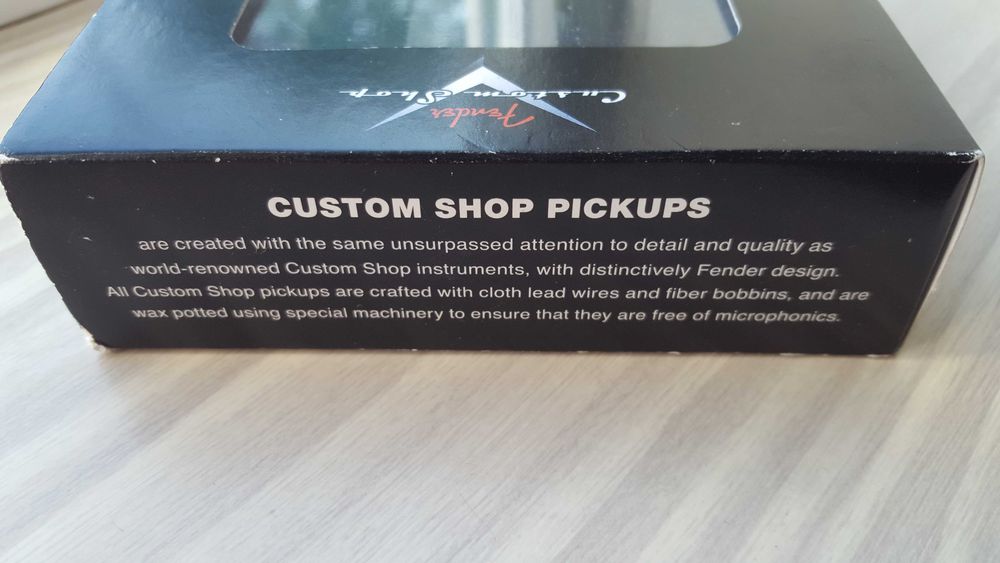 Fender
Custom Shop
CUSTOM SHOP PICKUPS
are created with the same unsurpassed attention to detail and quality as
world-renowned Custom Shop instruments, with distinctively Fender design.
All Custom Shop pickups are crafted with cloth lead wires and fiber bobbins, and are
wax potted using special machinery to ensure that they are free of microphonics.